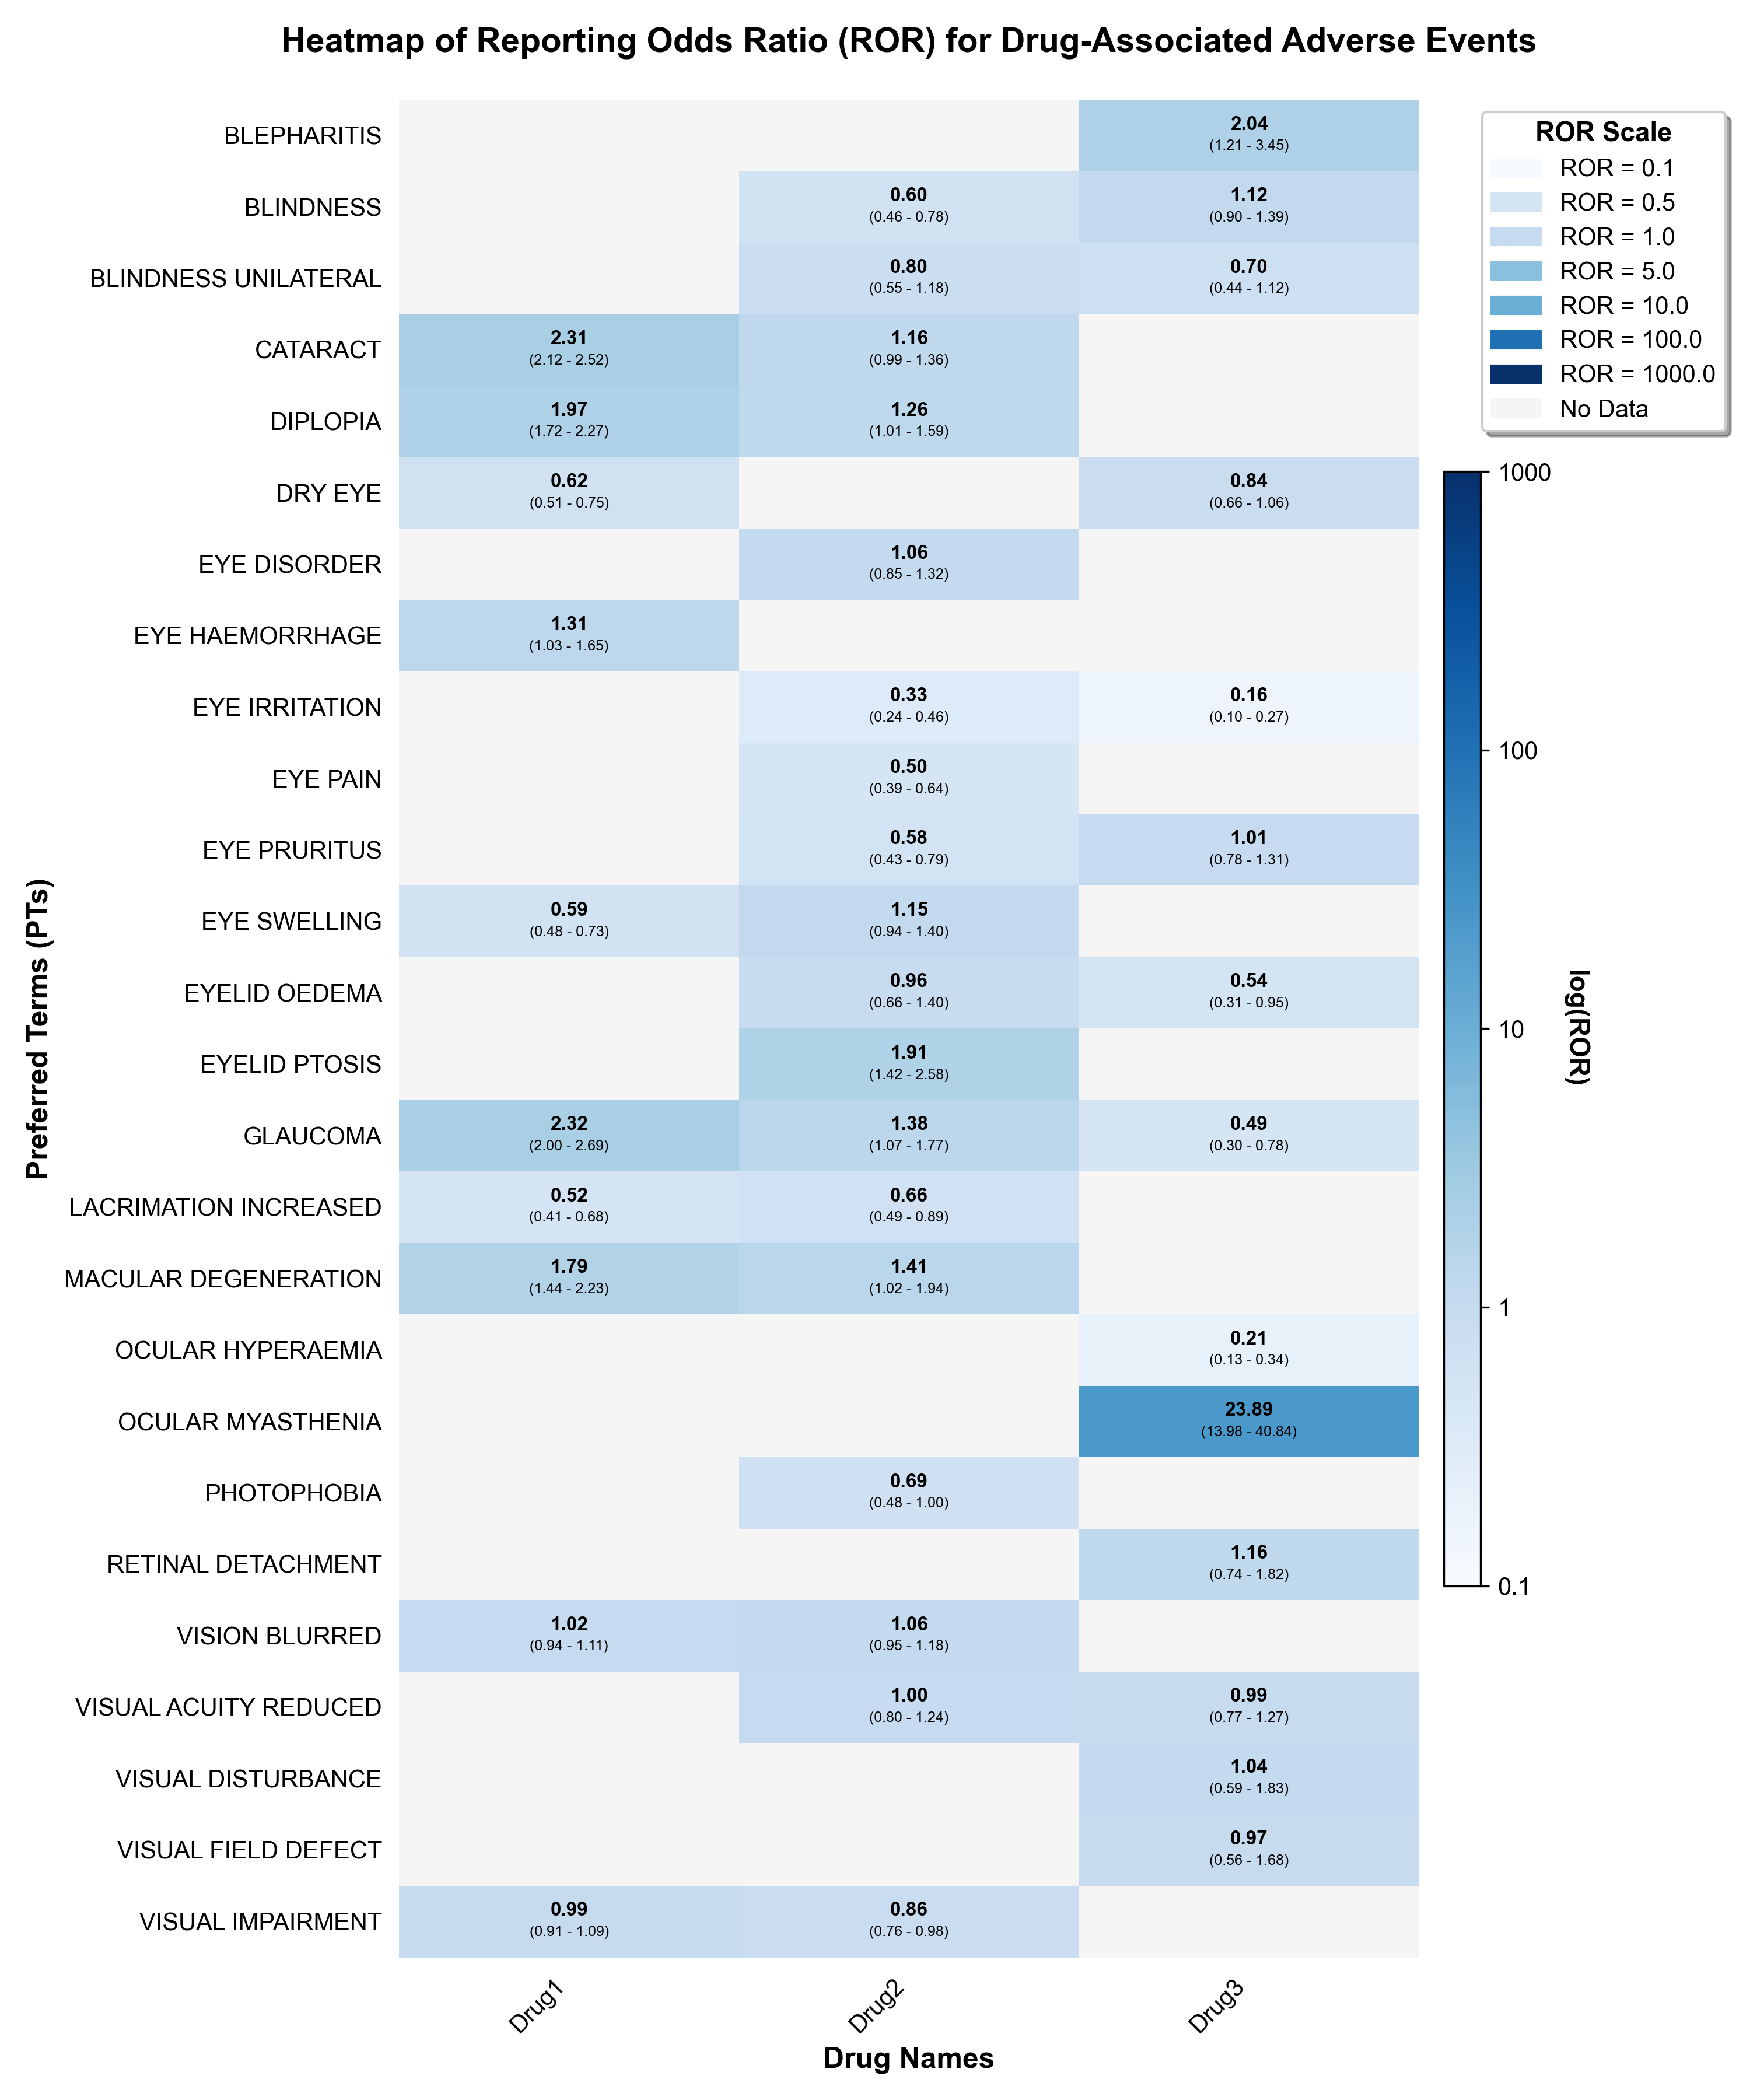 Heatmap of Reporting Odds Ratio (ROR) for Drug-Associated Adverse Events
Preferred Terms (PTs)
BLEPHARITIS
2.04
(1.21 - 3.45)
BLINDNESS
0.60
(0.46 - 0.78)
1.12
(0.90 - 1.39)
BLINDNESS UNILATERAL
0.80
(0.55 - 1.18)
0.70
(0.44 - 1.12)
CATARACT
2.31
(2.12 - 2.52)
1.16
(0.99 - 1.36)
DIPLOPIA
1.97
(1.72 - 2.27)
1.26
(1.01 - 1.59)
DRY EYE
0.62
(0.51 - 0.75)
0.84
(0.66 - 1.06)
EYE DISORDER
1.06
(0.85 - 1.32)
EYE HAEMORRHAGE
1.31
(1.03 - 1.65)
EYE IRRITATION
0.33
(0.24 - 0.46)
0.16
(0.10 - 0.27)
EYE PAIN
0.50
(0.39 - 0.64)
EYE PRURITUS
0.58
(0.43 - 0.79)
1.01
(0.78 - 1.31)
EYE SWELLING
0.59
(0.48 - 0.73)
1.15
(0.94 - 1.40)
EYELID OEDEMA
0.96
(0.66 - 1.40)
0.54
(0.31 - 0.95)
EYELID PTOSIS
1.91
(1.42 - 2.58)
GLAUCOMA
2.32
(2.00 - 2.69)
1.38
(1.07 - 1.77)
0.49
(0.30 - 0.78)
LACRIMATION INCREASED
0.52
(0.41 - 0.68)
0.66
(0.49 - 0.89)
MACULAR DEGENERATION
1.79
(1.44 - 2.23)
1.41
(1.02 - 1.94)
OCULAR HYPERAEMIA
0.21
(0.13 - 0.34)
OCULAR MYASTHENIA
23.89
(13.98 - 40.84)
PHOTOPHOBIA
0.69
(0.48 - 1.00)
RETINAL DETACHMENT
1.16
(0.74 - 1.82)
VISION BLURRED
1.02
(0.94 - 1.11)
1.06
(0.95 - 1.18)
VISUAL ACUITY REDUCED
1.00
(0.80 - 1.24)
0.99
(0.77 - 1.27)
VISUAL DISTURBANCE
1.04
(0.59 - 1.83)
VISUAL FIELD DEFECT
0.97
(0.56 - 1.68)
VISUAL IMPAIRMENT
0.99
(0.91 - 1.09)
0.86
(0.76 - 0.98)
Drug1
Drug2
Drug3
Drug Names
ROR Scale
ROR = 0.1
ROR = 0.5
ROR = 1.0
ROR = 5.0
ROR = 10.0
ROR = 100.0
ROR = 1000.0
No Data
1000
100
10
1
0.1
log(ROR)